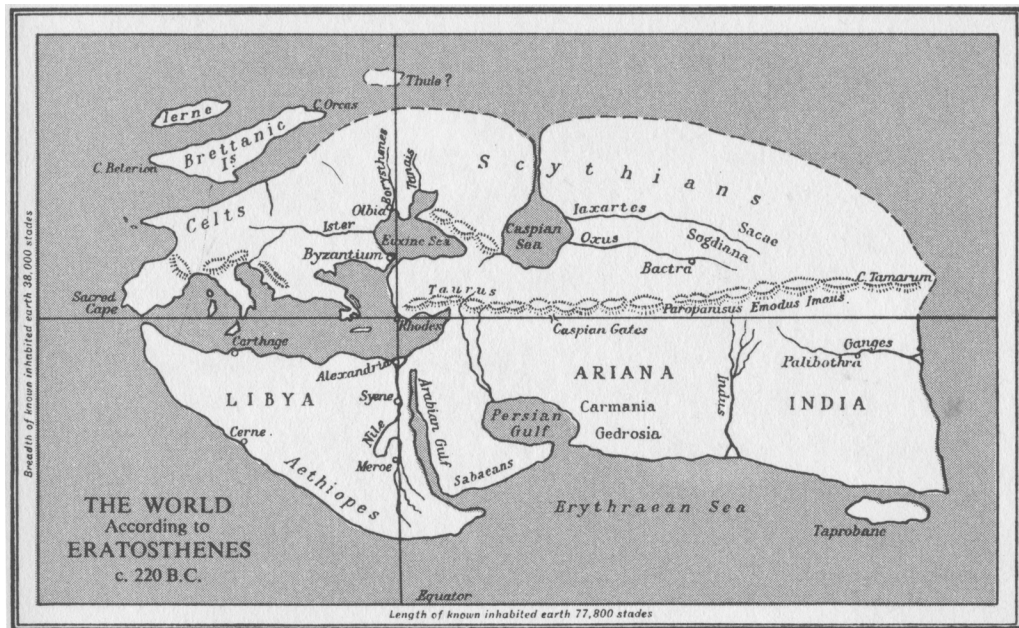 Thule ?
Ierne
C. Orcas
Brettanic
Is.
C. Belerion
Borysthenes
Tanais
Scythians
Celts
Olbia
Ister
Euxine Sea
Byzantium
Caspian
Sea
Iaxartes
Sacae
Oxus
Sogdiana
Bactra
Sacred
Cape
Taurus
C. Tamarum
Paropanisus Emodus Imaus
Rhodes
Caspian Gates
Carthage
Alexandria
Ganges
Palibothra
LIBYA
Syene
Arabian Gulf
ARIANA
Persian
Gulf
Carmania
Gedrosia
Indus
INDIA
Cerne
Nile
Meroe
Sabaeans
Aethiopes
Erythraean Sea
Taprobane
THE WORLD
According to
ERATOSTHENES
c. 220 B.C.
Equator
Breadth of known inhabited earth 38,000 stades
Length of known inhabited earth 77,800 stades